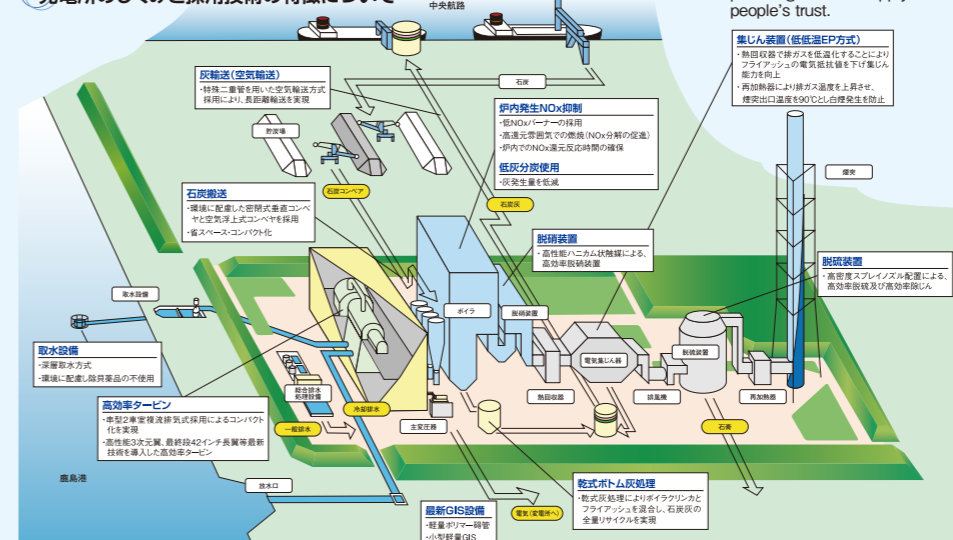 発電所のしくみと採用技術の特徴について
people's trust.
中央航路
集じん装置(低低温EP方式)
・熱回収器で排ガスを低温化することにより
フライアッシュの電気抵抗値を下げ集じん
能力を向上
・再加熱器により排ガス温度を上昇させ、
煙突出口温度を90℃とし白煙発生を防止
灰輸送(空気輸送)
・特殊二重管を用いた空気輸送方式
採用により、長距離輸送を実現
石炭
炉内発生NOx抑制
・低NOxバーナーの採用
・高還元雰囲気での燃焼(NOx分解の促進)
・炉内でのNOx還元反応時間の確保
低灰分炭使用
・灰発生量を低減
貯炭場
煙突
石炭コンベア
石炭灰
石炭搬送
・環境に配慮した密閉式垂直コンベ
ヤと空気浮上式コンベヤを採用
・省スペース・コンパクト化
脱硝装置
・高性能ハニカム状触媒による、
高効率脱硝装置
脱硫装置
・高密度スプレイノズル配置による、
高効率脱硫及び高効率除じん
取水設備
ボイラ
脱硝装置
電気集じん器
脱硫装置
取水設備
・深層取水方式
・環境に配慮し除貝薬品の不使用
総合排水
処理設備
冷却排水
熱回収器
排風機
再加熱器
高効率タービン
・串型2車室複流排気式採用によるコンパクト
化を実現
・高性能3次元翼、最終段42インチ長翼等最新
技術を導入した高効率タービン
一般排水
主変圧器
石膏
鹿島港
放水口
乾式ボトム灰処理
・乾式灰処理によりボイラクリンカと
フライアッシュを混合し、石炭灰の
全量リサイクルを実現
最新GIS設備
・軽量ポリマー碍管
・小型軽量GIS
電気(変電所へ)